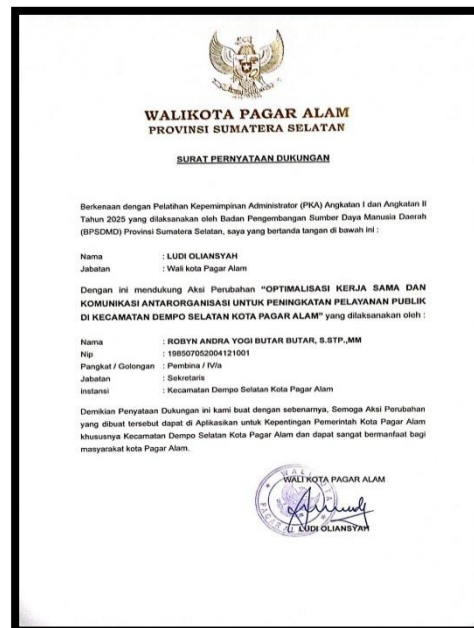 WALIKOTA PAGAR ALAM
PROVINSI SUMATERA SELATAN
SURAT PERNYATAAN DUKUNGAN
Berkenaan dengan Pelatihan Kepemimpinan Administrator (PKA) Angkatan I dan Angkatan II
Tahun 2025 yang dilaksanakan oleh Badan Pengembangan Sumber Daya Manusia Daerah
(BPSDMD) Provinsi Sumatera Selatan, saya yang bertanda tangan di bawah ini :
Nama : LUDI OLIANSYAH
Jabatan : Wali kota Pagar Alam
Dengan ini mendukung Aksi Perubahan "OPTIMALISASI KERJA SAMA DAN
KOMUNIKASI ANTARORGANISASI UNTUK PENINGKATAN PELAYANAN PUBLIK
DI KECAMATAN DEMPO SELATAN KOTA PAGAR ALAM" yang dilaksanakan oleh :
Nama : ROBYN ANDRA YOGI BUTAR BUTAR, S.STP.,MM
Nip : 198507052004121001
Pangkat / Golongan : Pembina / IV/a
Jabatan : Sekretaris
instansi : Kecamatan Dempo Selatan Kota Pagar Alam
Demikian Penyataan Dukungan ini kami buat dengan sebenarnya, Semoga Aksi Perubahan
yang dibuat tersebut dapat di Aplikasikan untuk Kepentingan Pemerintah Kota Pagar Alam
khususnya Kecamatan Dempo Selatan Kota Pagar Alam dan dapat sangat bermanfaat bagi
masyarakat kota Pagar Alam.
WALI KOTA PAGAR ALAM
LUDI OLIANSYAH